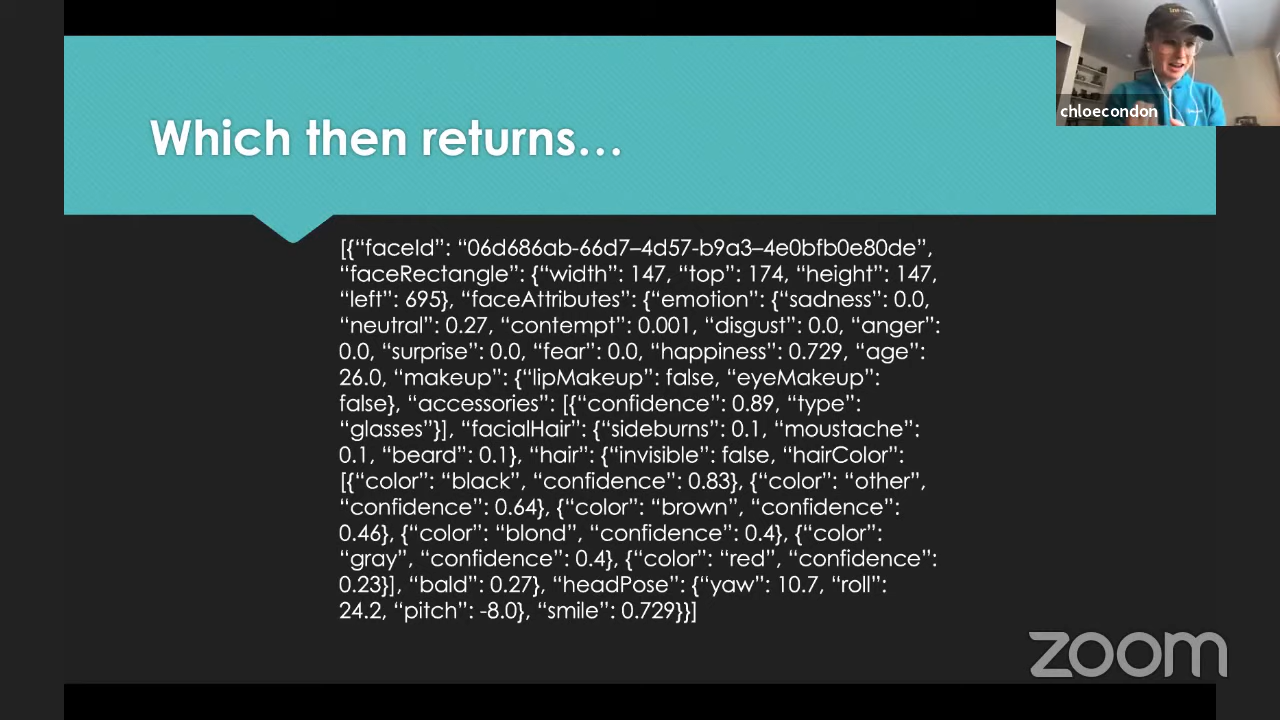 chloecondon
Which then returns…
[{“faceId”: “06d686ab-66d7–4d57-b9a3–4e0bfb0e80de”,
“faceRectangle”: {“width”: 147, “top”: 174, “height”: 147,
“left”: 695}, “faceAttributes”: {“emotion”: {“sadness”: 0.0,
“neutral”: 0.27, “contempt”: 0.001, “disgust”: 0.0, “anger”:
0.0, “surprise”: 0.0, “fear”: 0.0, “happiness”: 0.729, “age”:
26.0, “makeup”: {“lipMakeup”: false, “eyeMakeup”:
false}, “accessories”: [{“confidence”: 0.89, “type”:
“glasses”}], “facialHair”: {“sideburns”: 0.1, “moustache”:
0.1, “beard”: 0.1}, “hair”: {“invisible”: false, “hairColor”:
[{“color”: “black”, “confidence”: 0.83}, {“color”: “other”,
“confidence”: 0.64}, {“color”: “brown”, “confidence”:
0.46}, {“color”: “blond”, “confidence”: 0.4}, {“color”:
“gray”, “confidence”: 0.4}, {“color”: “red”, “confidence”:
0.23}], “bald”: 0.27}, “headPose”: {“yaw”: 10.7, “roll”:
24.2, “pitch”: -8.0}, “smile”: 0.729}}]
zoom